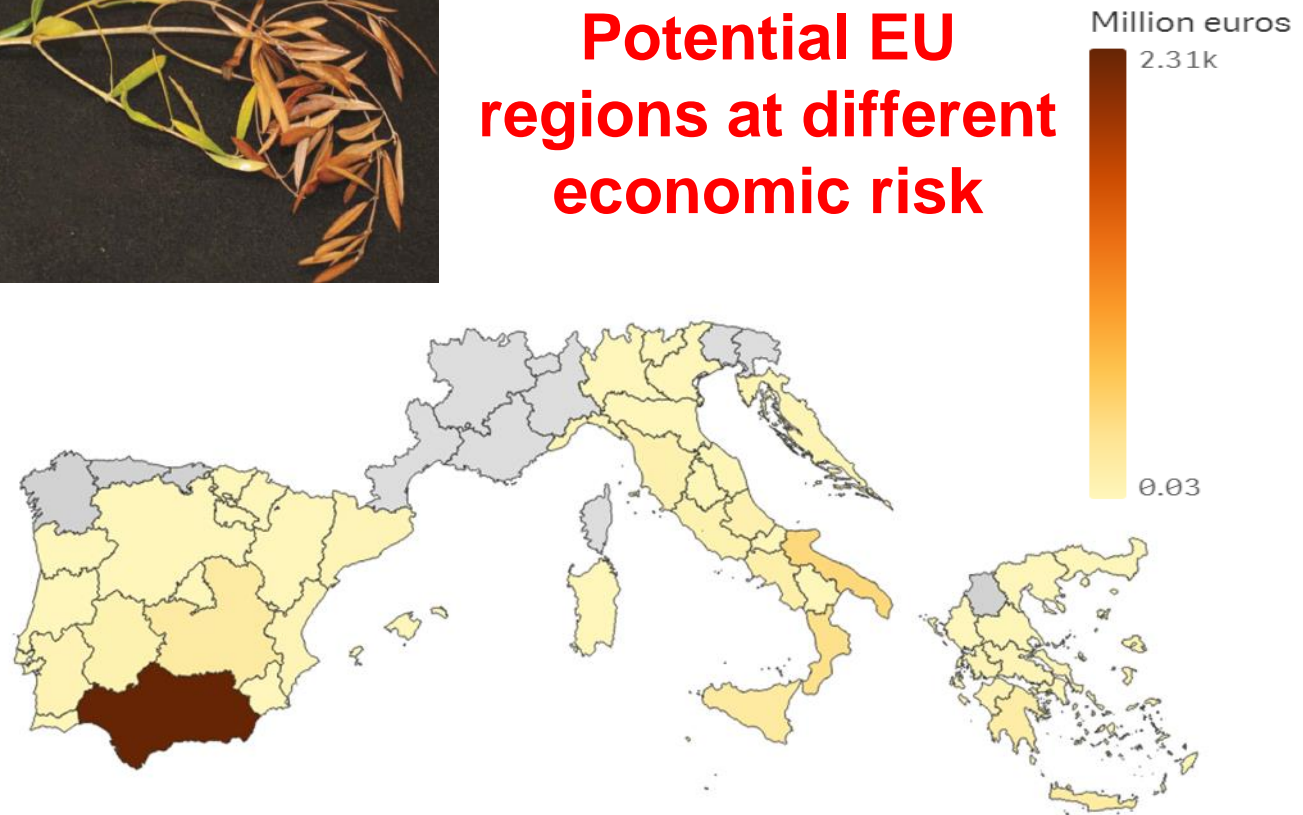 Potential EU
regions at different
economic risk
Million euros
2.31k
0.03